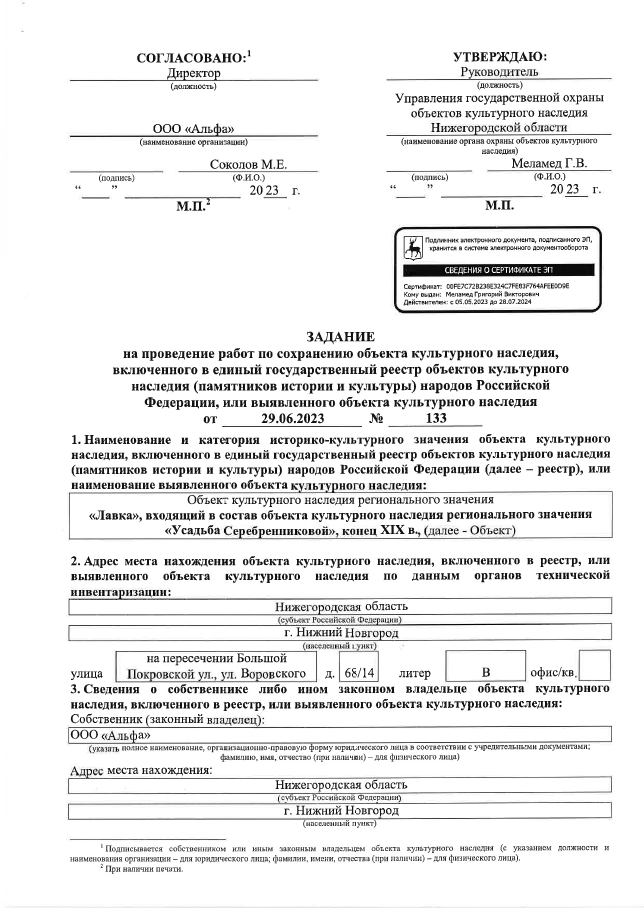 СОГЛАСОВАНО:1
Директор
(должность)
ООО «Альфа»
(наименование организации)
Соколов М.Е.
(подпись) (Ф.И.О.)
“ ” 2023 г.
М.П.2
УТВЕРЖДАЮ:
Руководитель
(должность)
Управления государственной охраны
объектов культурного наследия
Нижегородской области
(наименование органа охраны объектов культурного
наследия)
Меламед Г.В.
(подпись) (Ф.И.О.)
“ ” 2023 г.
М.П.
Подлинник электронного документа, подписанного ЭП,
хранится в системе электронного документооборота
СВЕДЕНИЯ О СЕРТИФИКАТЕ ЭП
Сертификат: 00FE7C72B238E324C7FE83F764AFEE0D9E
Кому выдан: Меламед Григорий Викторович
Действителен: с 05.05.2023 до 28.07.2024
ЗАДАНИЕ
на проведение работ по сохранению объекта культурного наследия,
включенного в единый государственный реестр объектов культурного
наследия (памятников истории и культуры) народов Российской
Федерации, или выявленного объекта культурного наследия
от 29.06.2023 № 133
1. Наименование и категория историко-культурного значения объекта культурного
наследия, включенного в единый государственный реестр объектов культурного наследия
(памятников истории и культуры) народов Российской Федерации (далее – реестр), или
наименование выявленного объекта культурного наследия:
Объект культурного наследия регионального значения
«Лавка», входящий в состав объекта культурного наследия регионального значения
«Усадьба Серебренниковой», конец XIX в., (далее - Объект)
2. Адрес места нахождения объекта культурного наследия, включенного в реестр, или
выявленного объекта культурного наследия по данным органов технической
инвентаризации:
Нижегородская область
(субъект Российской Федерации)
г. Нижний Новгород
(населенный пункт)
улица на пересечении Большой Покровской ул., ул. Воровского д. 68/14 литер В офис/кв.
3. Сведения о собственнике либо ином законном владельце объекта культурного
наследия, включенного в реестр, или выявленного объекта культурного наследия:
Собственник (законный владелец):
ООО «Альфа»
(указать полное наименование, организационно-правовую форму юридического лица в соответствии с учредительными документами;
фамилию, имя, отчество (при наличии) – для физического лица)
Адрес места нахождения:
Нижегородская область
(субъект Российской Федерации)
г. Нижний Новгород
(населенный пункт)
1 Подписывается собственником или иным законным владельцем объекта культурного наследия (с указанием должности и
наименования организации – для юридического лица; фамилии, имени, отчества (при наличии) – для физического лица).
2 При наличии печати.